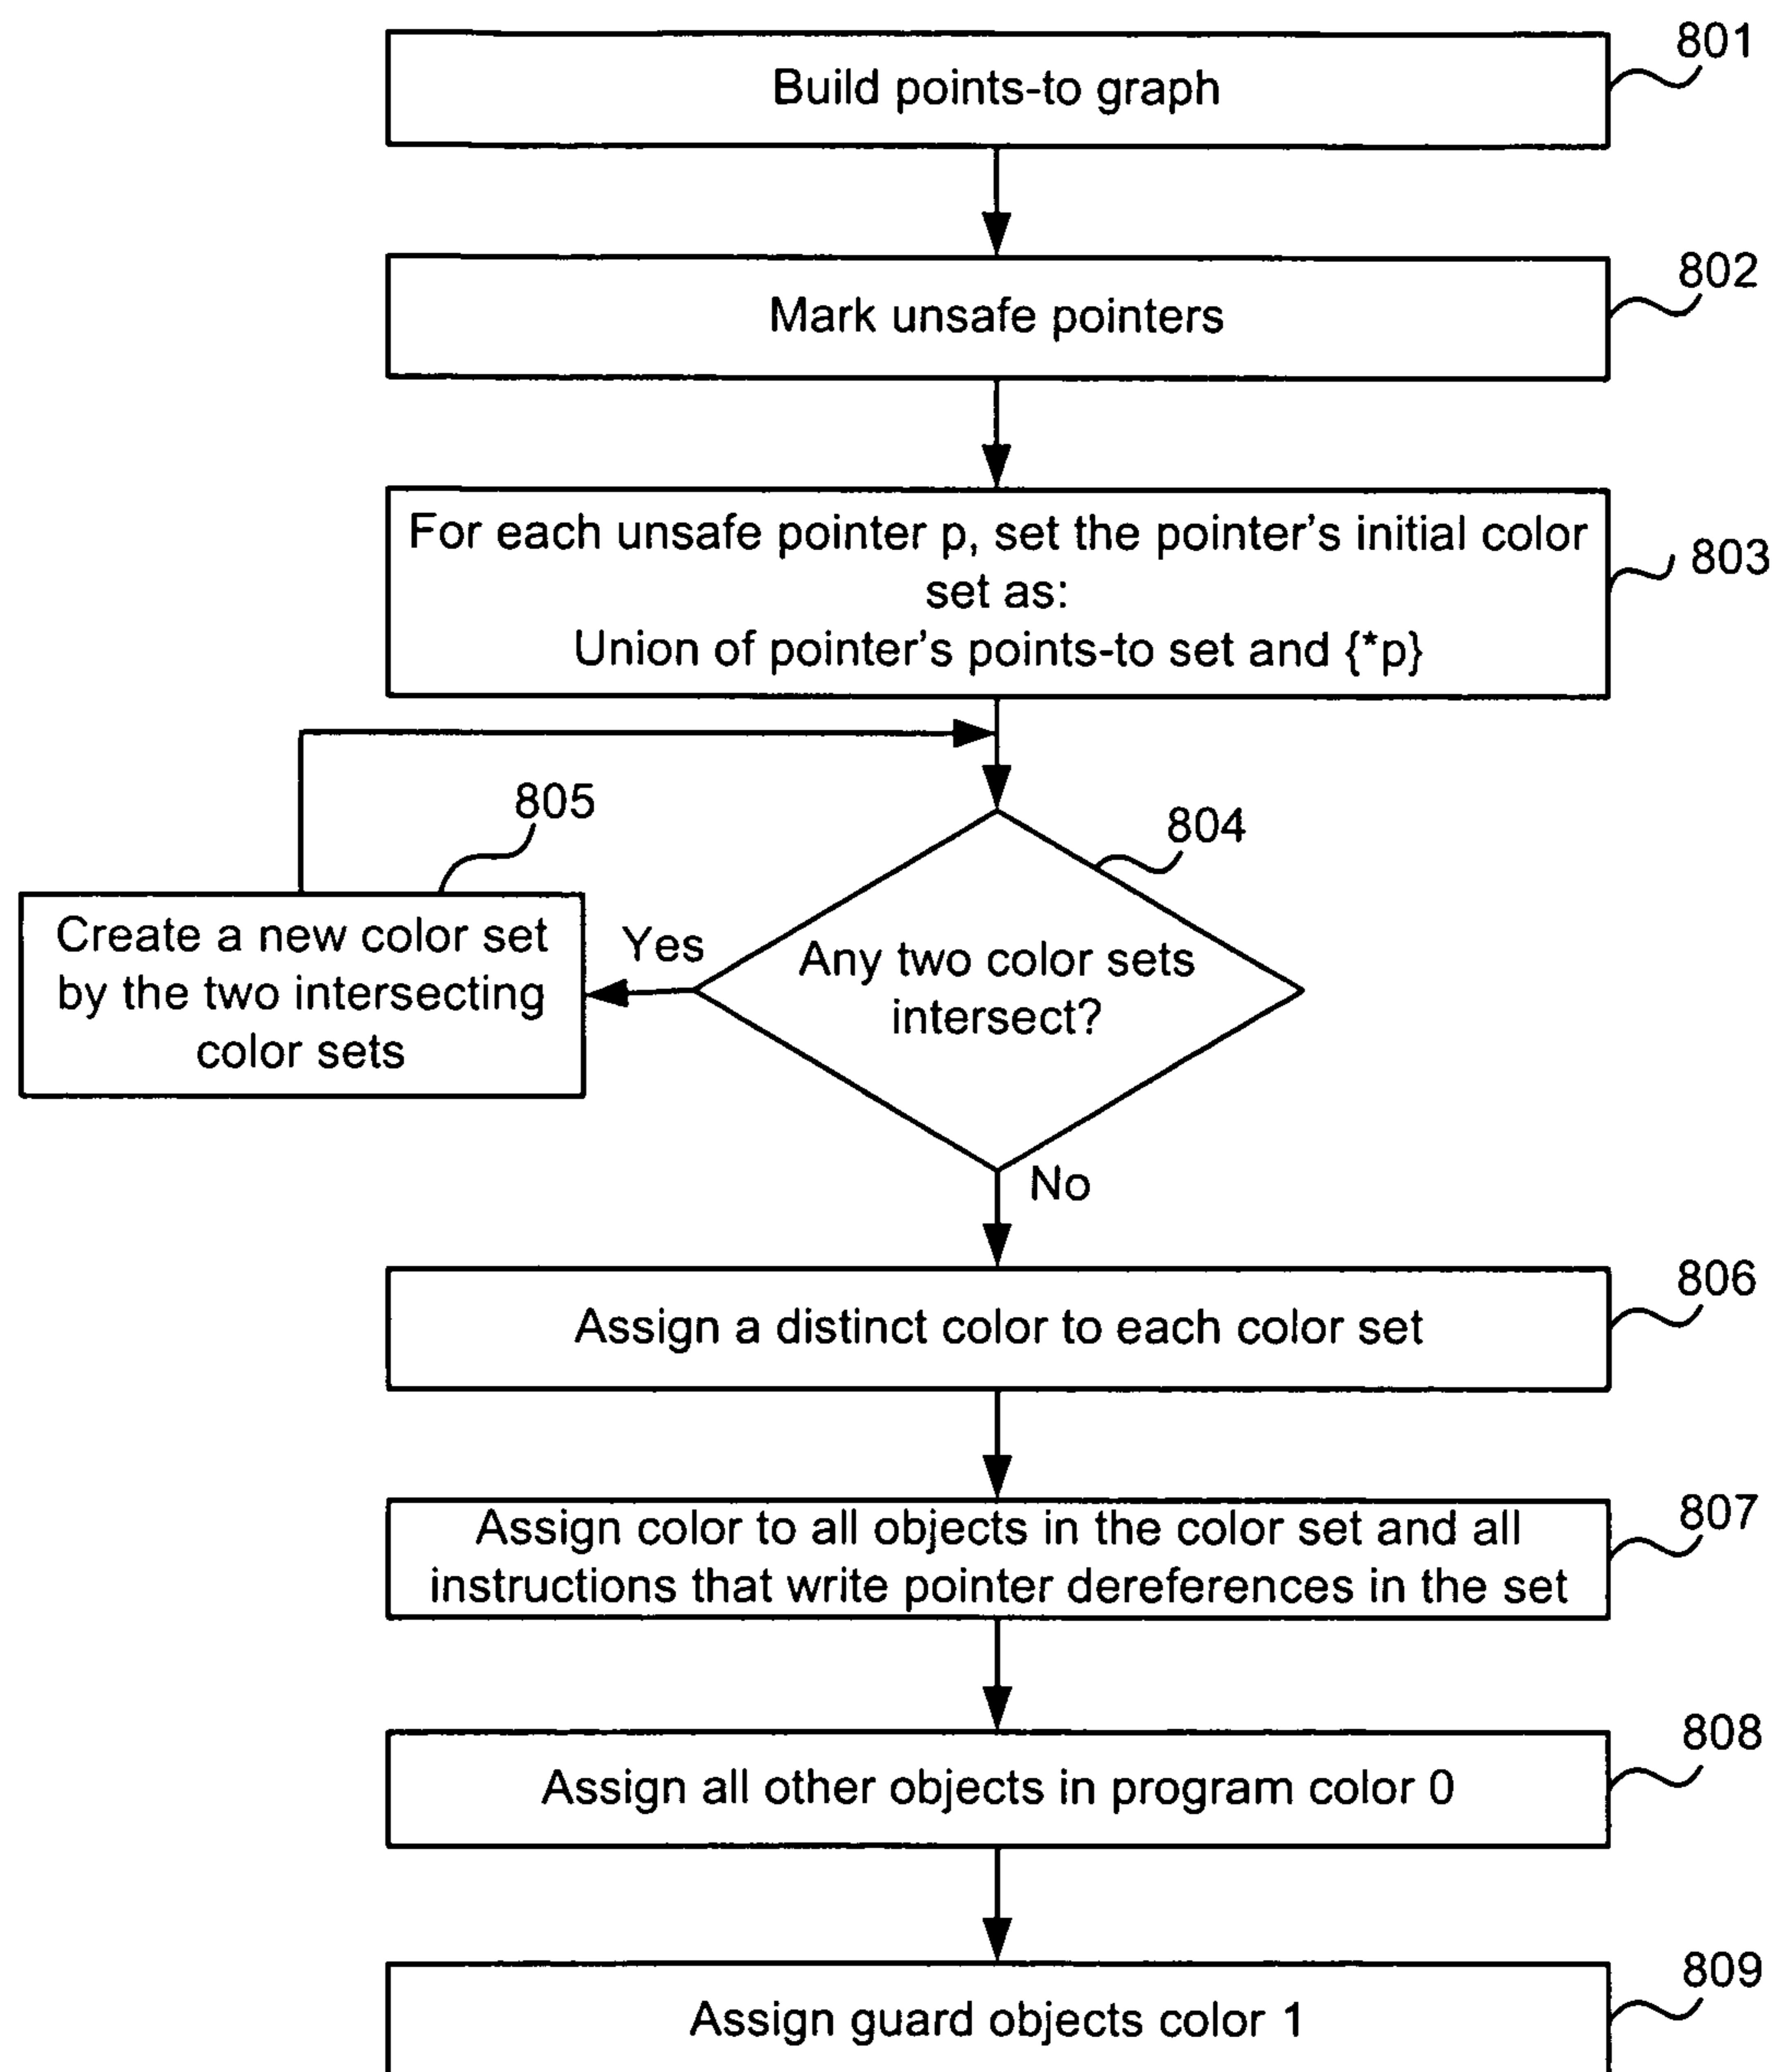 801
Build points-to graph
802
Mark unsafe pointers
For each unsafe pointer p, set the pointer's initial color
set as:
Union of pointer's points-to set and {*p}
803
805
804
Create a new color set
by the two intersecting
color sets
Yes
Any two color sets
intersect?
No
806
Assign a distinct color to each color set
807
Assign color to all objects in the color set and all
instructions that write pointer dereferences in the set
808
Assign all other objects in program color 0
809
Assign guard objects color 1